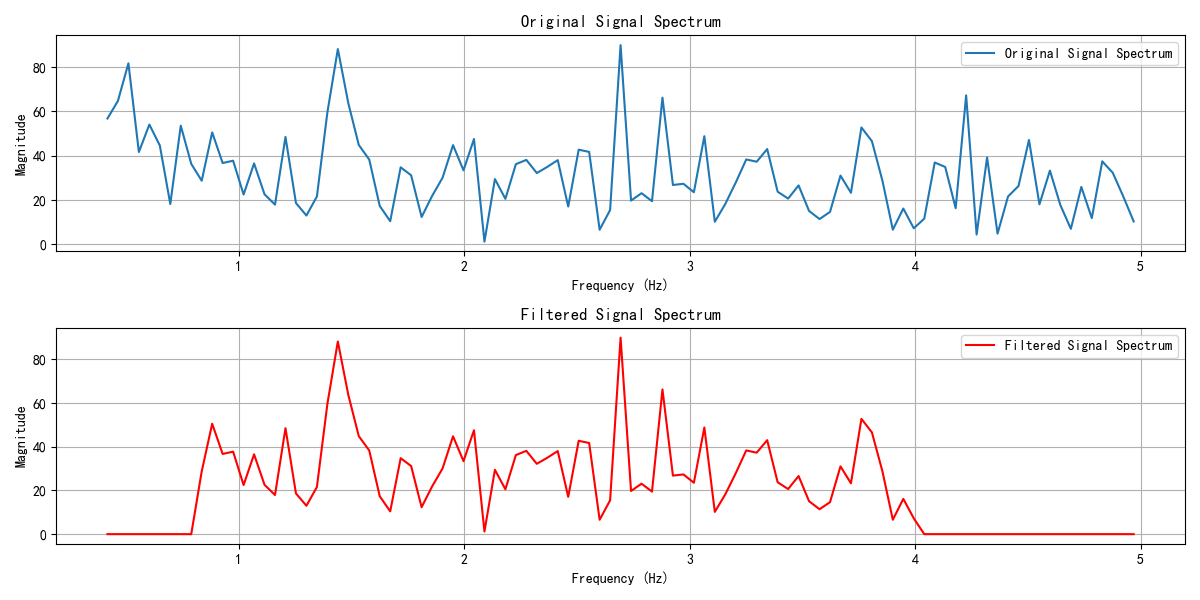 Original Signal Spectrum
Original Signal Spectrum
Magnitude
80
60
40
20
0
1 2 3 4 5
Frequency (Hz)
Filtered Signal Spectrum
Filtered Signal Spectrum
Magnitude
80
60
40
20
0
1 2 3 4 5
Frequency (Hz)